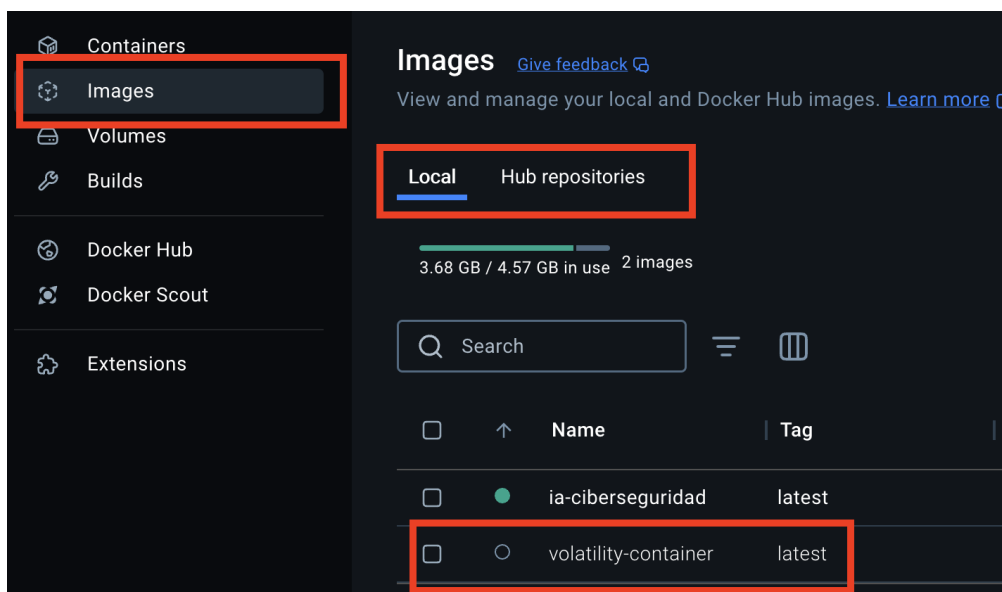 Containers
Images
Volumes
Builds
Docker Hub
Docker Scout
Extensions
Images Give feedback
View and manage your local and Docker Hub images. Learn more
Local Hub repositories
3.68 GB / 4.57 GB in use 2 images
Search
Name Tag
ia-ciberseguridad latest
volatility-container latest